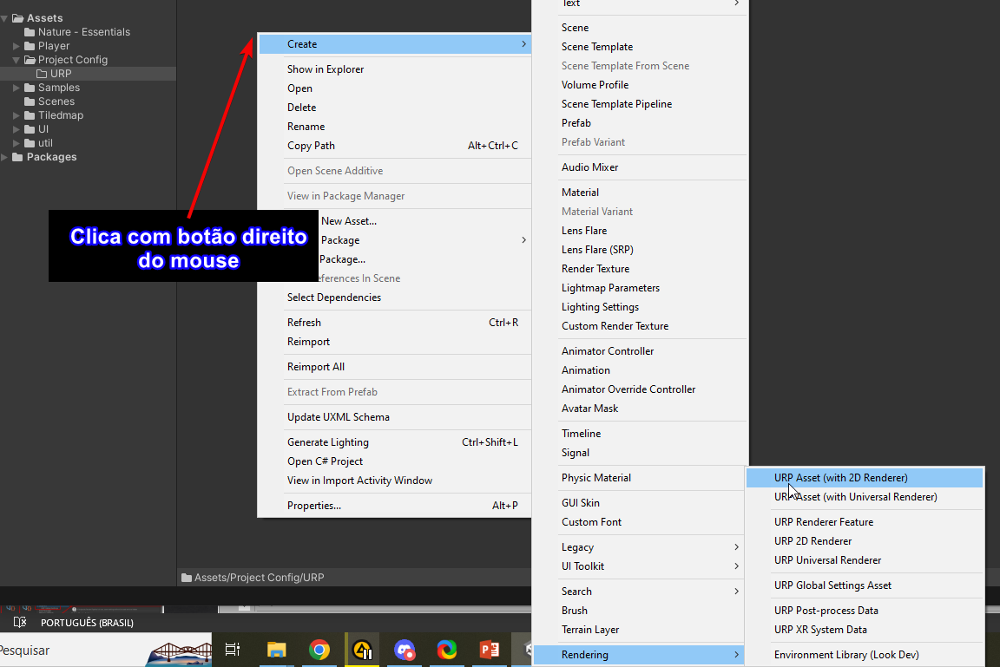 Assets
Nature - Essentials
Player
Project Config
URP
Samples
Scenes
Tiledmap
UI
util
Packages
Clica com botão direito
do mouse
Create
Show in Explorer
Open
Delete
Rename
Copy Path Alt+Ctrl+C
Open Scene Additive
View in Package Manager
New Asset...
Package
Package...
eferences In Scene
Select Dependencies
Refresh Ctrl+R
Reimport
Reimport All
Extract From Prefab
Update UXML Schema
Generate Lighting Ctrl+Shift+L
Open C# Project
View in Import Activity Window
Properties... Alt+P
Text
Scene
Scene Template
Scene Template From Scene
Volume Profile
Scene Template Pipeline
Prefab
Prefab Variant
Audio Mixer
Material
Material Variant
Lens Flare
Lens Flare (SRP)
Render Texture
Lightmap Parameters
Lighting Settings
Custom Render Texture
Animator Controller
Animation
Animator Override Controller
Avatar Mask
Timeline
Signal
Physic Material
GUI Skin
Custom Font
Legacy
UI Toolkit
Search
Brush
Terrain Layer
Rendering
URP Asset (with 2D Renderer)
URP Asset (with Universal Renderer)
URP Renderer Feature
URP 2D Renderer
URP Universal Renderer
URP Global Settings Asset
URP Post-process Data
URP XR System Data
Environment Library (Look Dev)
Assets/Project Config/URP
PORTUGUÊS (BRASIL)
Pesquisar